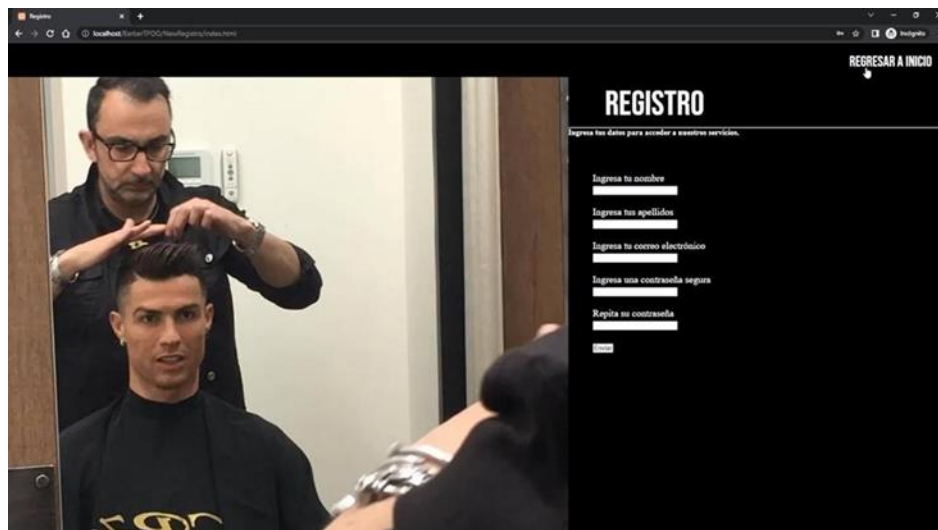 Registro
localhost/BarberTPOO/NewRegistro/index.html
Incógnito
REGRESAR A INICIO
REGISTRO
Ingresa tus datos para acceder a nuestros servicios.
Ingresa tu nombre
Ingresa tus apellidos
Ingresa tu correo electrónico
Ingresa una contraseña segura
Repita su contraseña
Enviar